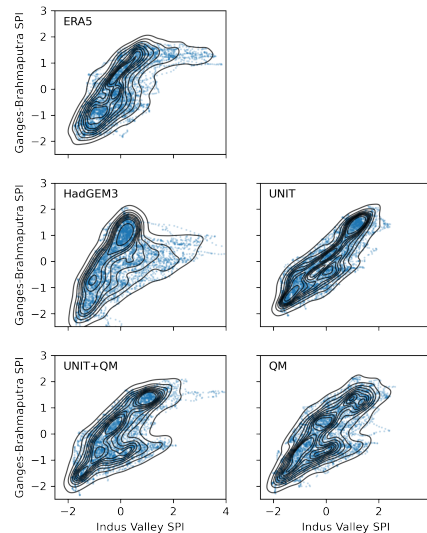 ERA5
Ganges-Brahmaputra SPI
3
2
1
0
−1
−2
HadGEM3
Ganges-Brahmaputra SPI
3
2
1
0
−1
−2
UNIT
UNIT+QM
Ganges-Brahmaputra SPI
3
2
1
0
−1
−2
−2 0 2 4
Indus Valley SPI
QM
−2 0 2 4
Indus Valley SPI